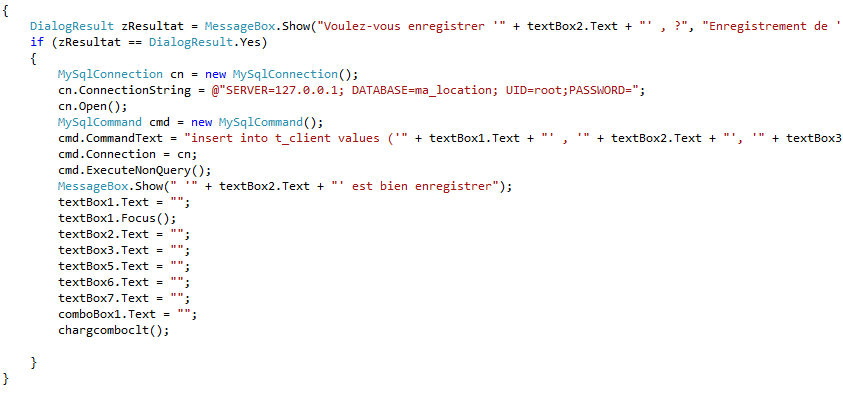 {
DialogResult zResultat = MessageBox.Show("Voulez-vous enregistrer '" + textBox2.Text + "' , ?", "Enregistrement de '
if (zResultat == DialogResult.Yes)
{
MySqlConnection cn = new MySqlConnection();
cn.ConnectionString = @"SERVER=127.0.0.1; DATABASE=ma_location; UID=root;PASSWORD=";
cn.Open();
MySqlCommand cmd = new MySqlCommand();
cmd.CommandText = "insert into t_client values ('" + textBox1.Text + "' , '" + textBox2.Text + "', '" + textBox3
cmd.Connection = cn;
cmd.ExecuteNonQuery();
MessageBox.Show(" '" + textBox2.Text + "' est bien enregistrer");
textBox1.Text = "";
textBox1.Focus();
textBox2.Text = "";
textBox3.Text = "";
textBox5.Text = "";
textBox6.Text = "";
textBox7.Text = "";
comboBox1.Text = "";
chargcomboclt();
}
}